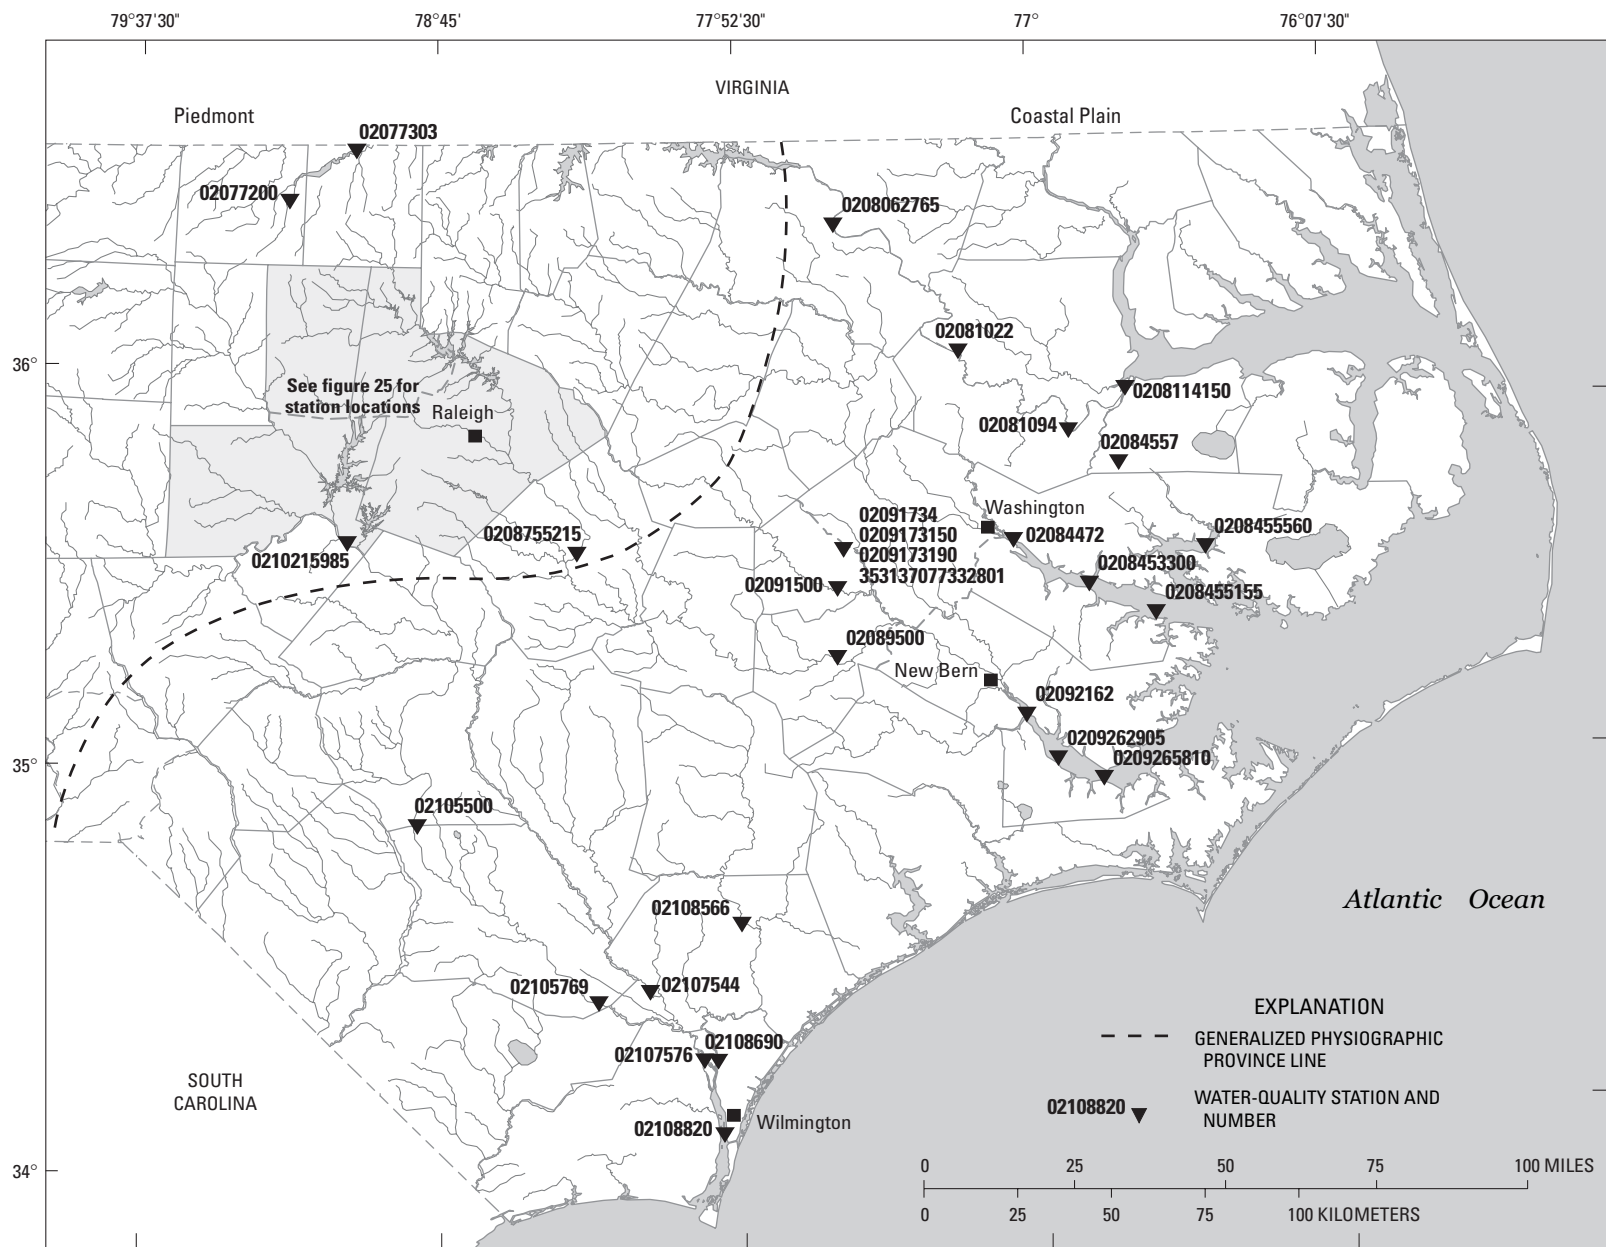 79°37'30"
78°45'
77°52'30"
77°
76°07'30"
VIRGINIA
Piedmont
Coastal Plain
02077303
02077200
0208062765
02081022
36°
See figure 25 for
station locations
Raleigh
0208114150
02081094
02084557
Washington
02091734
0209173150
0209173190
353137077332801
02084472
0208455560
0208755215
0210215985
02091500
0208453300
0208455155
02089500
New Bern
02092162
0209262905
0209265810
35°
02105500
Atlantic Ocean
02108566
02105769
02107544
02107576
02108690
SOUTH
CAROLINA
Wilmington
02108820
34°
EXPLANATION
GENERALIZED PHYSIOGRAPHIC
PROVINCE LINE
02108820
WATER-QUALITY STATION AND
NUMBER
0 25 50 75 100 MILES
0 25 50 75 100 KILOMETERS